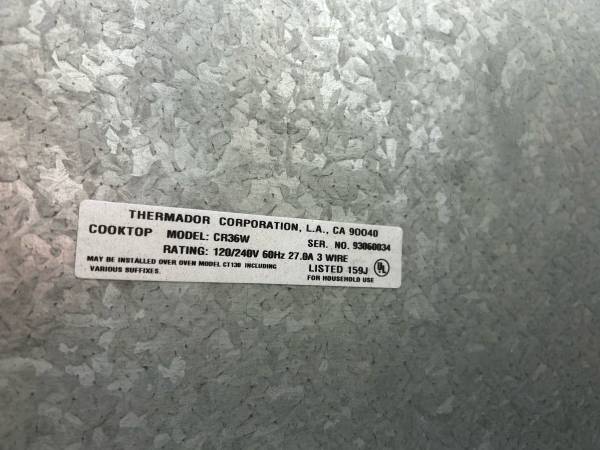 THERMADOR CORPORATION, L.A., CA 90040
COOKTOP MODEL: CR36W SER. NO. 93060034
RATING: 120/240V 60Hz 27.0A 3 WIRE
MAY BE INSTALLED OVER OVEN MODEL CT130 INCLUDING LISTED 159J UL
VARIOUS SUFFIXES. FOR HOUSEHOLD USE